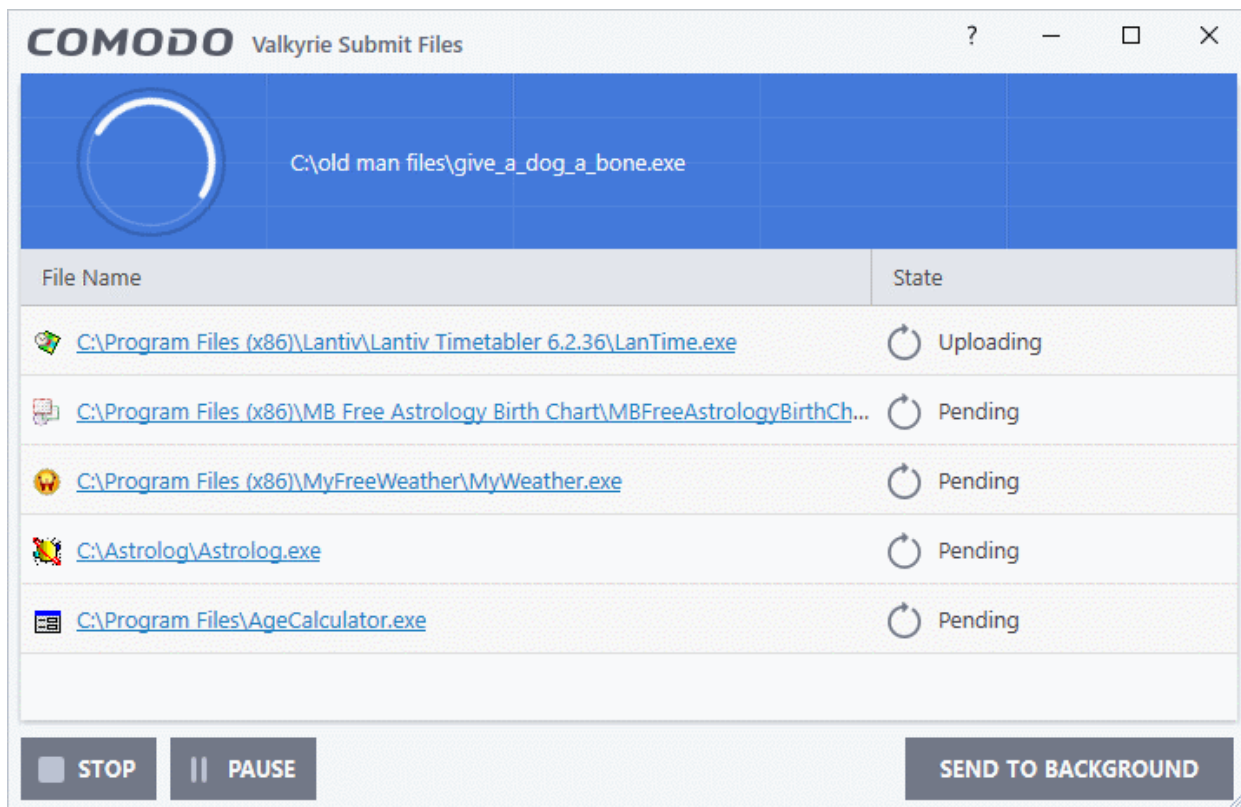 COMODO Valkyrie Submit Files ?
C:\old man files\give_a_dog_a_bone.exe
File Name State
C:\Program Files (x86)\Lantiv\Lantiv Timetabler 6.2.36\LanTime.exe Uploading
C:\Program Files (x86)\MB Free Astrology Birth Chart\MBFreeAstrologyBirthCh... Pending
C:\Program Files (x86)\MyFreeWeather\MyWeather.exe Pending
C:\Astrolog\Astrolog.exe Pending
C:\Program Files\AgeCalculator.exe Pending
STOP PAUSE SEND TO BACKGROUND